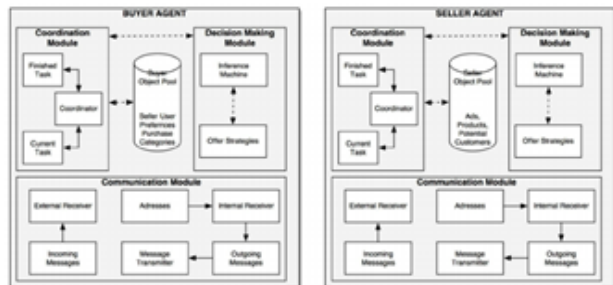 BUYER AGENT
Coordination
Module
Finished
Task
Coordinator
Current
Task
Buyer
Object Pool
Seller User
Preferences
Purchase
Categories
Decision Making
Module
Inference
Machine
Offer Strategies
Communication Module
External Receiver
Adresses
Internal Receiver
Incoming
Messages
Message
Transmitter
Outgoing
Messages
SELLER AGENT
Coordination
Module
Finished
Task
Coordinator
Current
Task
Seller
Object Pool
Ads,
Products,
Potential
Customers
Decision Making
Module
Inference
Machine
Offer Strategies
Communication Module
External Receiver
Adresses
Internal Receiver
Incoming
Messages
Message
Transmitter
Outgoing
Messages